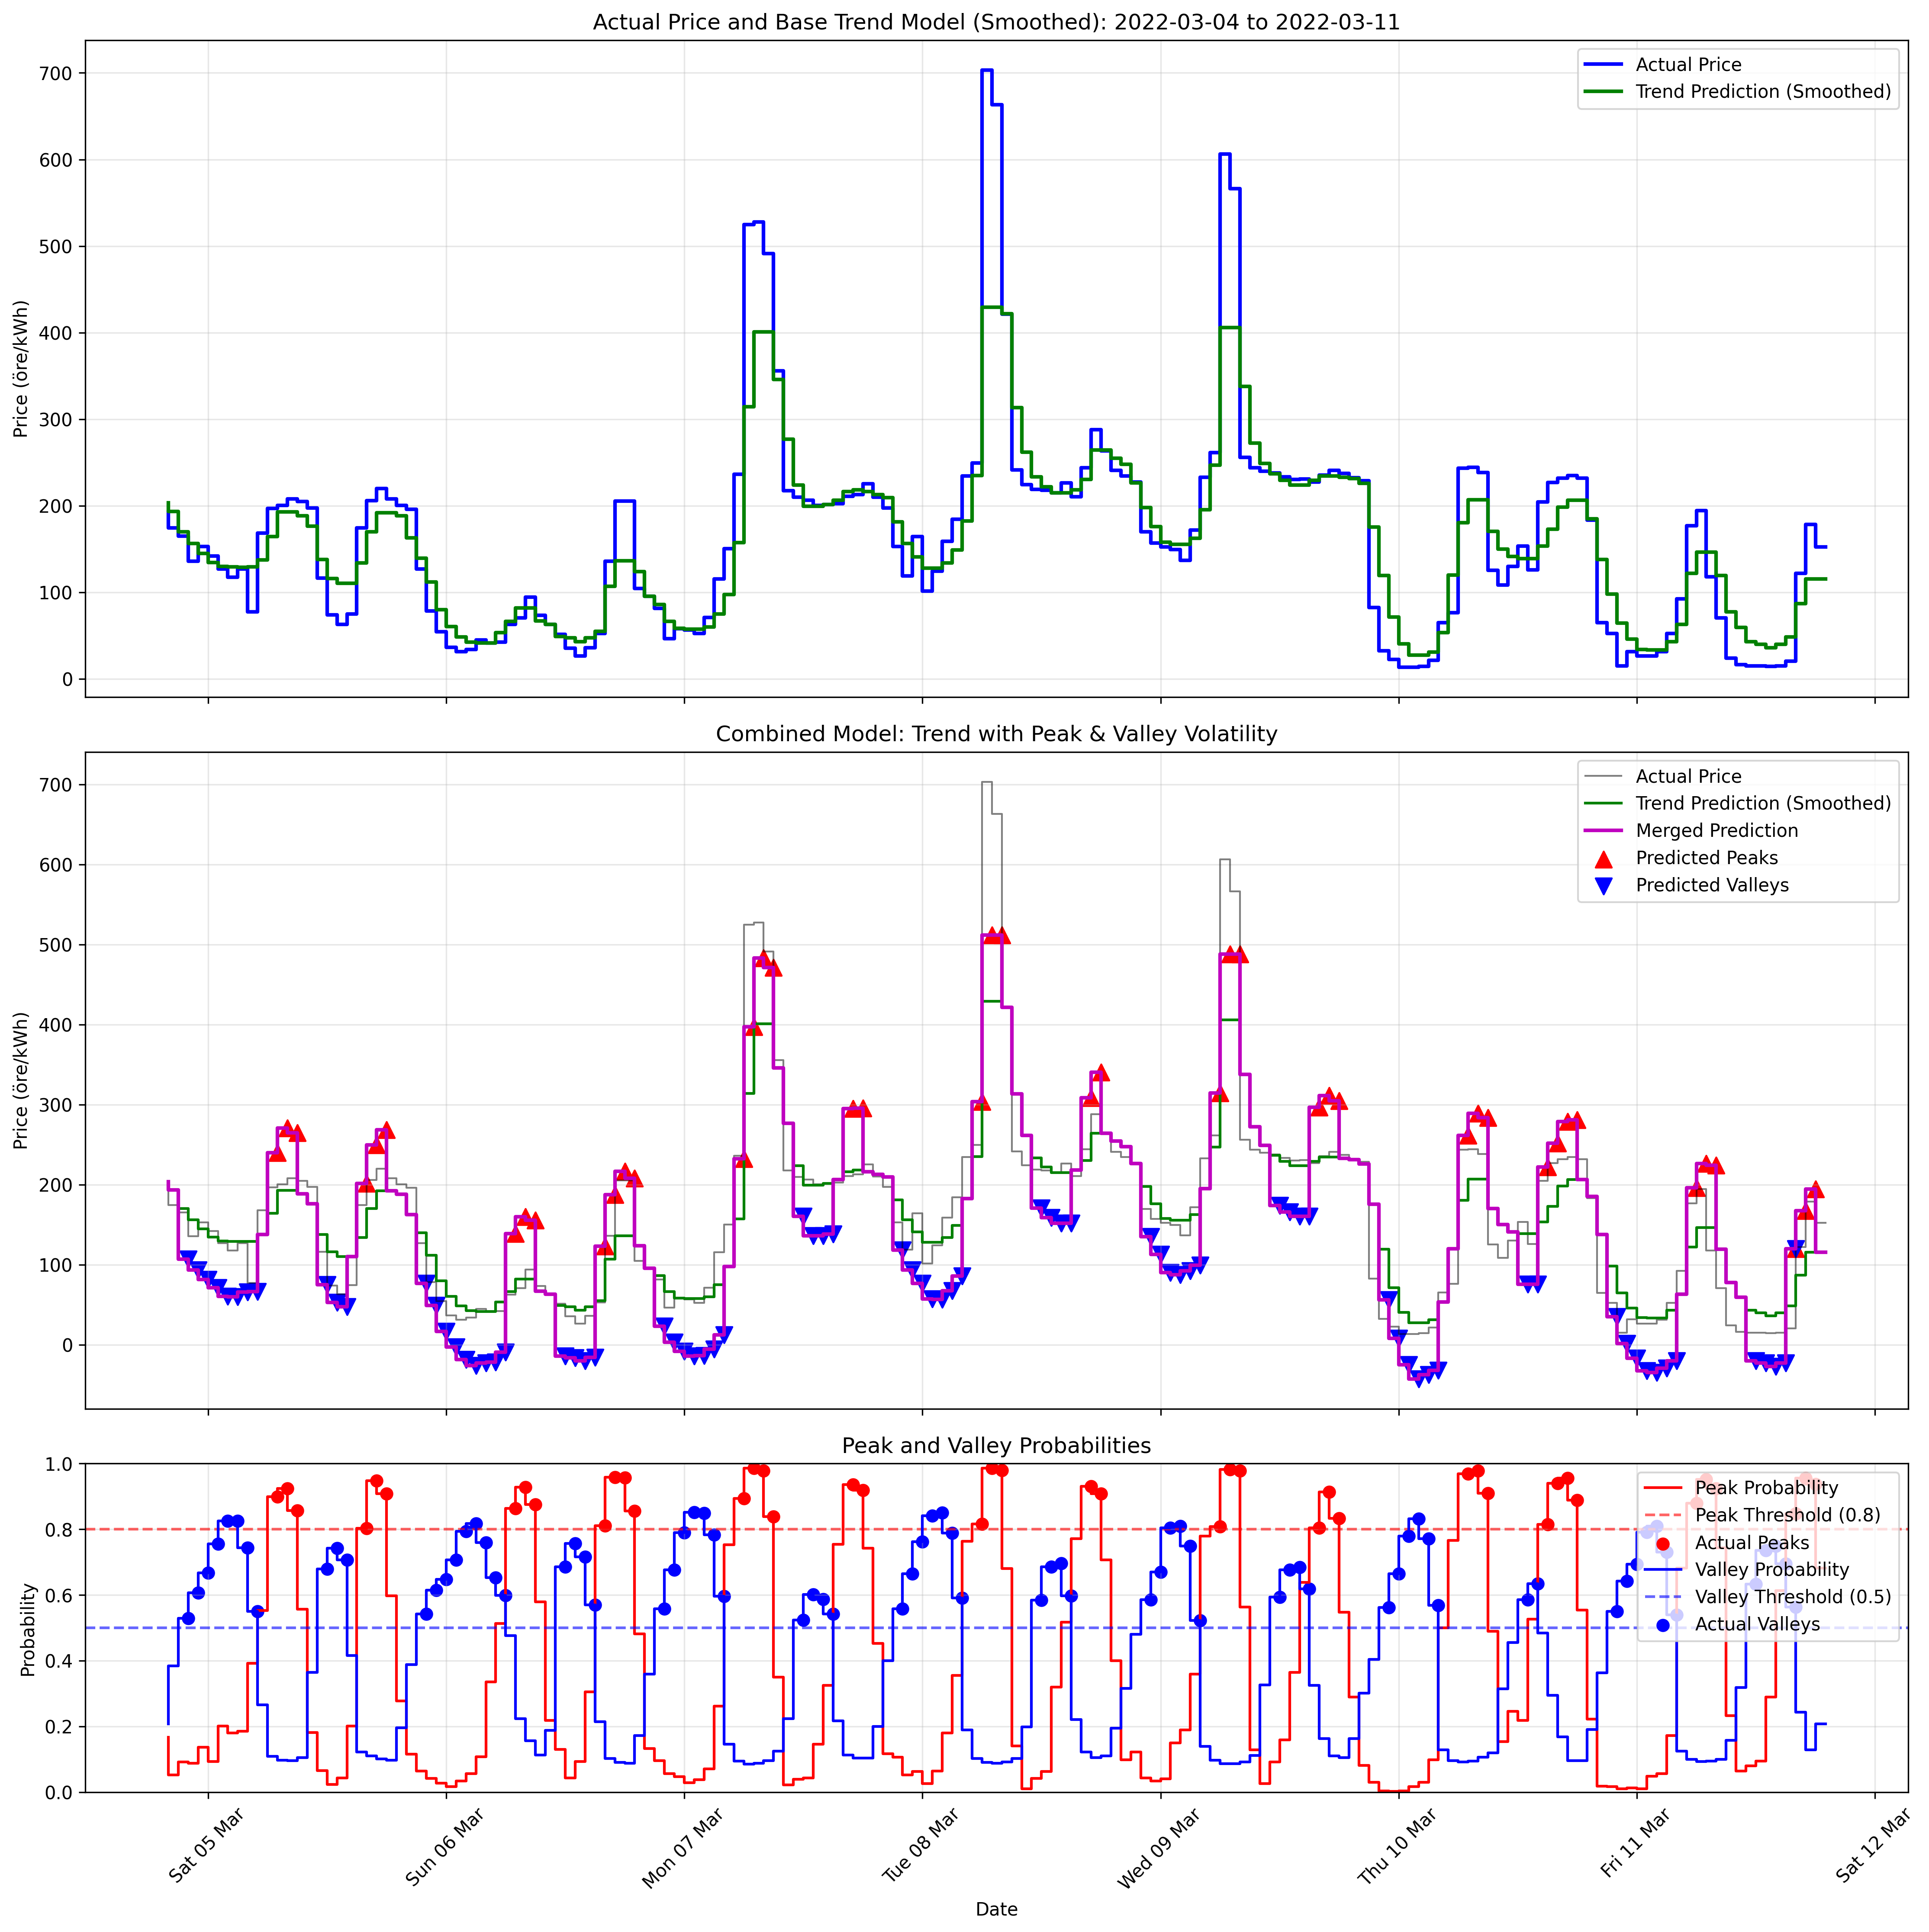 Actual Price and Base Trend Model (Smoothed): 2022-03-04 to 2022-03-11
Price (öre/kWh)
700
600
500
400
300
200
100
0
Actual Price
Trend Prediction (Smoothed)
Combined Model: Trend with Peak & Valley Volatility
Price (öre/kWh)
700
600
500
400
300
200
100
0
Actual Price
Trend Prediction (Smoothed)
Merged Prediction
Predicted Peaks
Predicted Valleys
Peak and Valley Probabilities
Probability
1.0
0.8
0.6
0.4
0.2
0.0
Peak Probability
Peak Threshold (0.8)
Actual Peaks
Valley Probability
Valley Threshold (0.5)
Actual Valleys
Sat 05 Mar
Sun 06 Mar
Mon 07 Mar
Tue 08 Mar
Wed 09 Mar
Thu 10 Mar
Fri 11 Mar
Sat 12 Mar
Date